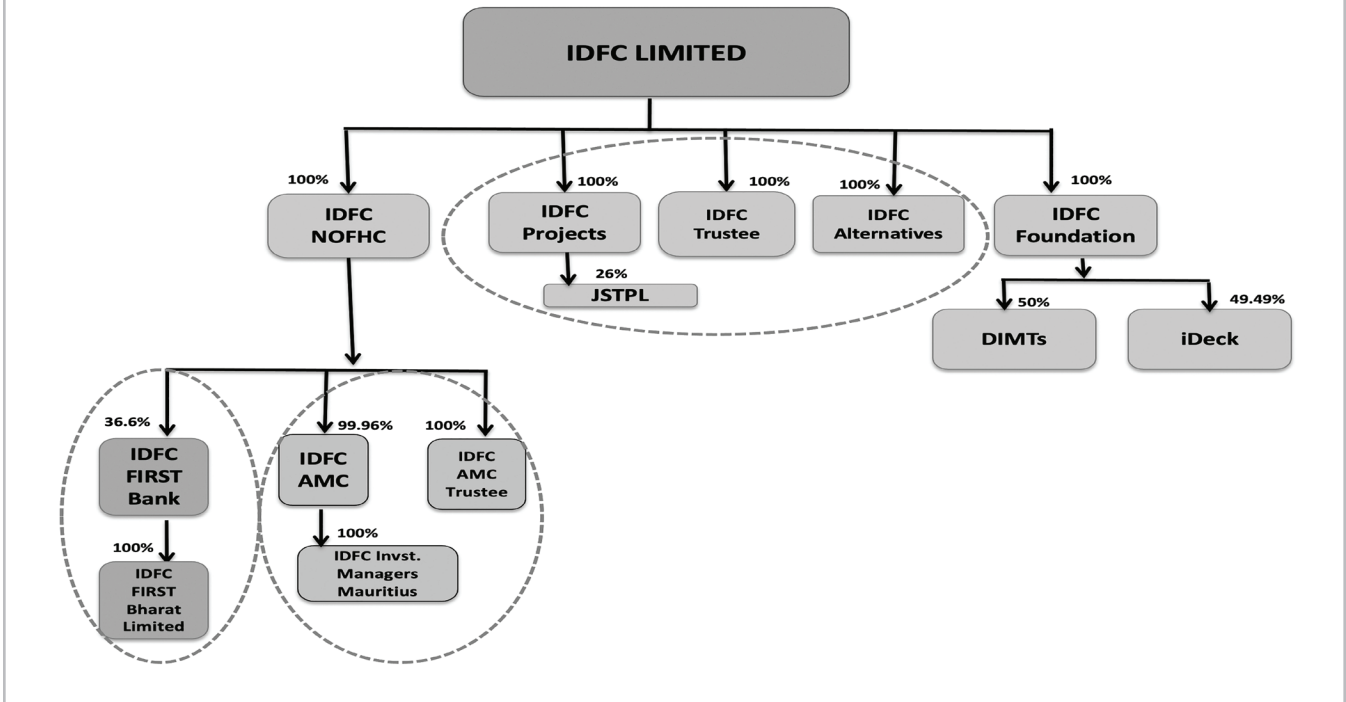 IDFC LIMITED
100%
100%
100%
100%
100%
IDFC
NOFHC
IDFC
Projects
IDFC
Trustee
IDFC
Alternatives
IDFC
Foundation
26%
JSTPL
50%
49.49%
DIMTs
iDeck
36.6%
99.96%
100%
IDFC
FIRST
Bank
IDFC
AMC
IDFC
AMC
Trustee
100%
100%
IDFC
FIRST
Bharat
Limited
IDFC Invst.
Managers
Mauritius